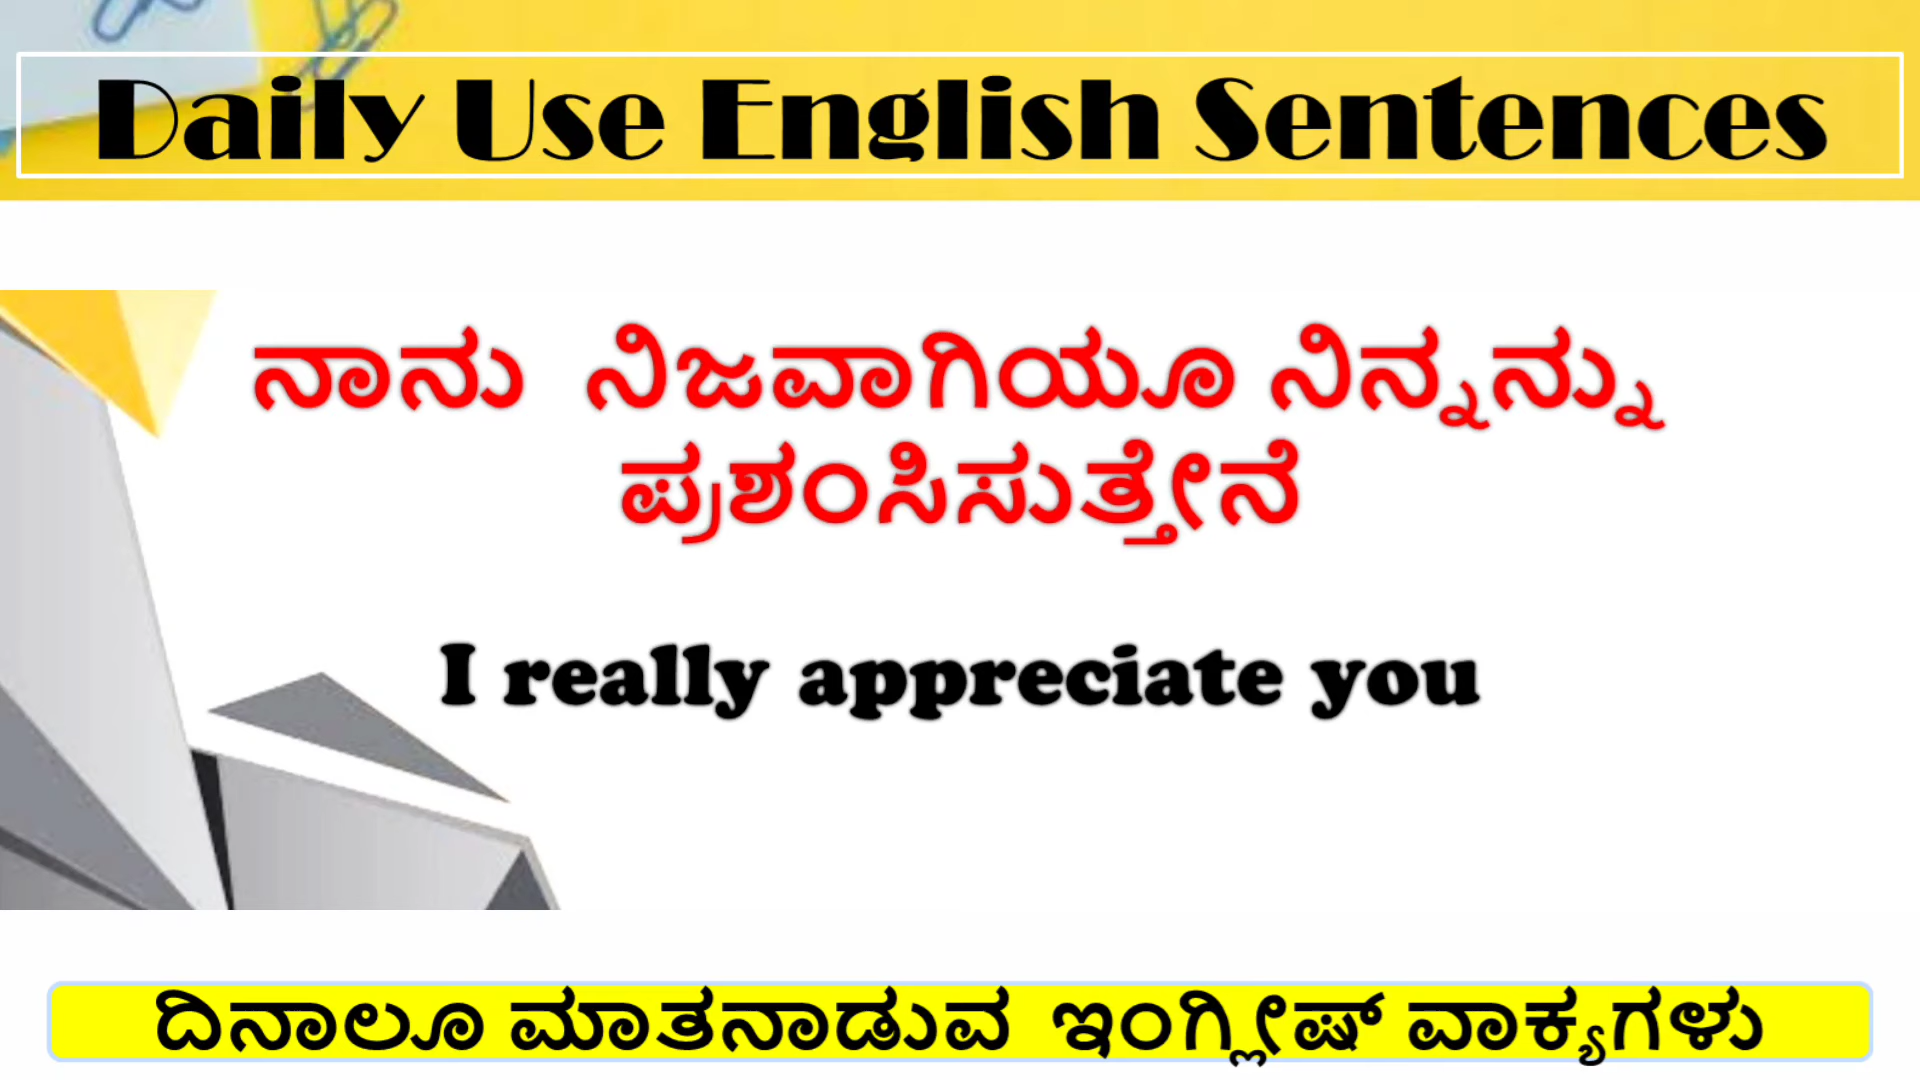 Daily Use English Sentences
ನಾನು ನಿಜವಾಗಿಯೂ ನಿನ್ನನ್ನು
ಪ್ರಶಂಸಿಸುತ್ತೇನೆ
I really appreciate you
ದಿನಾಲೂ ಮಾತನಾಡುವ ಇಂಗ್ಲೀಷ್ ವಾಕ್ಯಗಳು